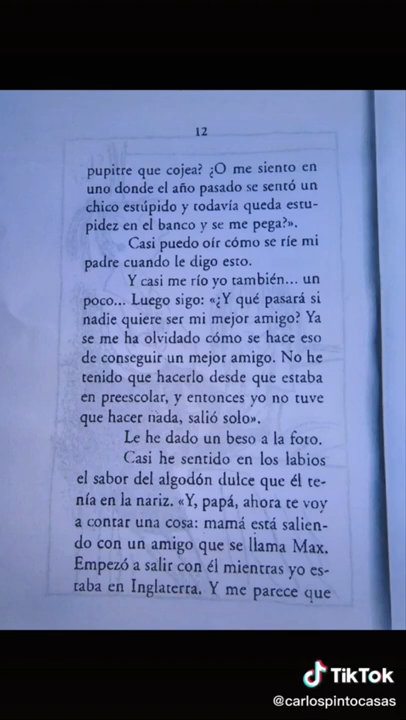 12
pupitre que cojea? ¿O me siento en
uno donde el año pasado se sentó un
chico estúpido y todavía queda estu-
pidez en el banco y se me pega?».
Casi puedo oír cómo se ríe mi
padre cuando le digo esto.
Y casi me río yo también... un
poco... Luego sigo: «¿Y qué pasará si
nadie quiere ser mi mejor amigo? Ya
se me ha olvidado cómo se hace eso
de conseguir un mejor amigo. No he
tenido que hacerlo desde que estaba
en preescolar, y entonces yo no tuve
que hacer nada, salió solo».
Le he dado un beso a la foto.
Casi he sentido en los labios
el sabor del algodón dulce que él te-
nía en la nariz. «Y, papá, ahora te voy
a contar una cosa: mamá está salien-
do con un amigo que se llama Max.
Empezó a salir con él mientras yo es-
taba en Inglaterra. Y me parece que
TikTok
@carlospintocasas